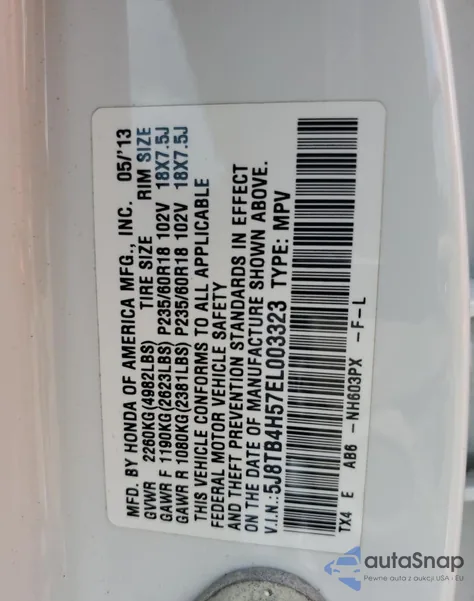 MFD. BY HONDA OF AMERICA MFG., INC. 05/'13
GVWR 2260KG(4982LBS) TIRE SIZE RIM SIZE
GAWR F 1190KG(2623LBS) P235/60R18 102V 18X7.5J
GAWR R 1080KG(2381LBS) P235/60R18 102V 18X7.5J
THIS VEHICLE CONFORMS TO ALL APPLICABLE
FEDERAL MOTOR VEHICLE SAFETY
AND THEFT PREVENTION STANDARDS IN EFFECT
ON THE DATE OF MANUFACTURE SHOWN ABOVE.
V.I.N.:5J8TB4H57EL003323 TYPE: MPV
TX4 E AB6 -NH603PX -F-L
autoSnap
Pewne auta z aukcji USA - EU